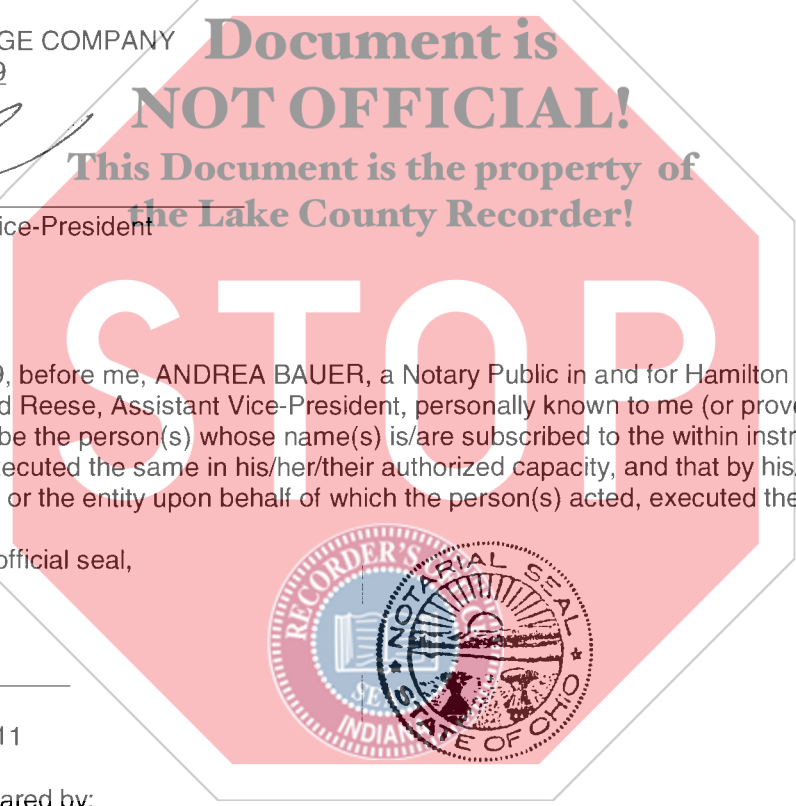 GE COMPANY
9
Document is
NOT OFFICIAL!
This Document is the property of
the Lake County Recorder!
ice-President
STOP
9, before me, ANDREA BAUER, a Notary Public in and for Hamilton
d Reese, Assistant Vice-President, personally known to me (or prove
be the person(s) whose name(s) is/are subscribed to the within instr
ecuted the same in his/her/their authorized capacity, and that by his/
or the entity upon behalf of which the person(s) acted, executed the
official seal,
RECORDER'S
SE
INDIANA
NOTARIAL SEAL
STATE OF OHIO
11
ared by: